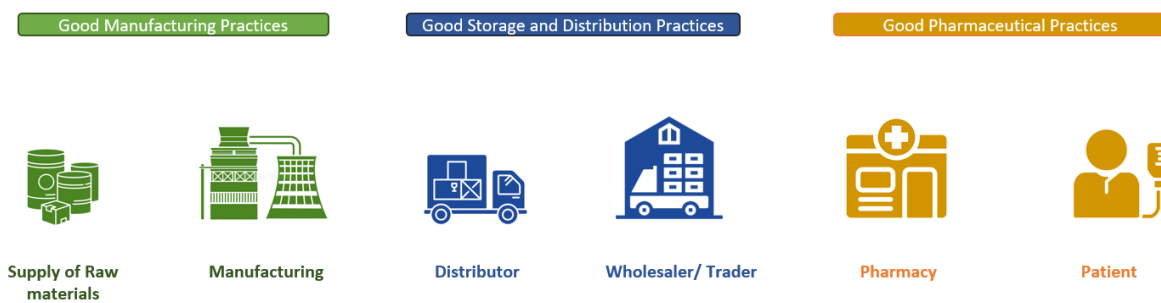 Good Manufacturing Practices
Good Storage and Distribution Practices
Good Pharmaceutical Practices
Supply of Raw
materials
Manufacturing
Distributor
Wholesaler/ Trader
Pharmacy
Patient